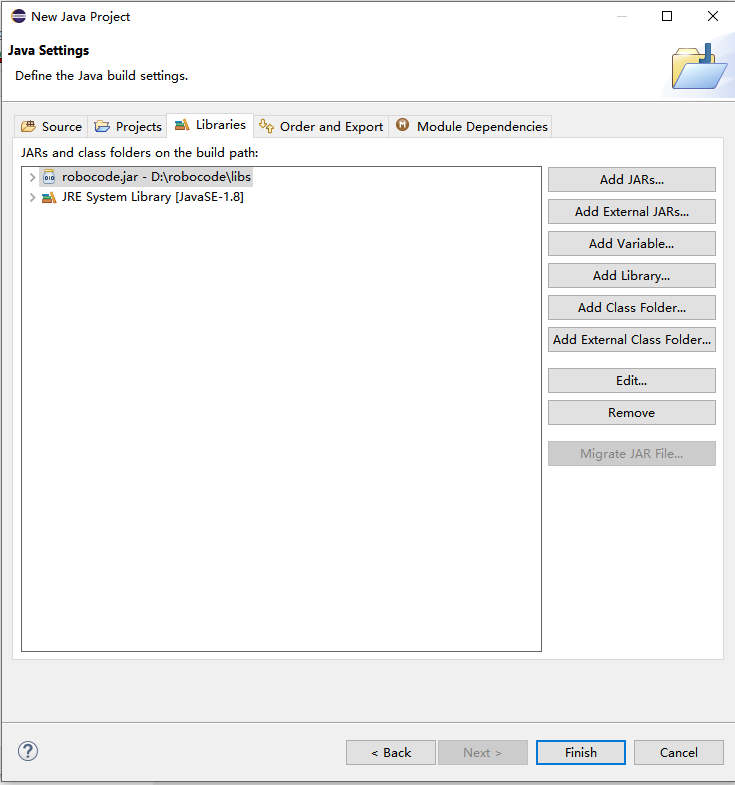 New Java Project
Java Settings
Define the Java build settings.
Source Projects Libraries Order and Export Module Dependencies
JARs and class folders on the build path:
robocode.jar - D:\robocode\libs
JRE System Library [JavaSE-1.8]
Add JARs...
Add External JARs...
Add Variable...
Add Library...
Add Class Folder...
Add External Class Folder...
Edit...
Remove
Migrate JAR File...
< Back Next > Finish Cancel